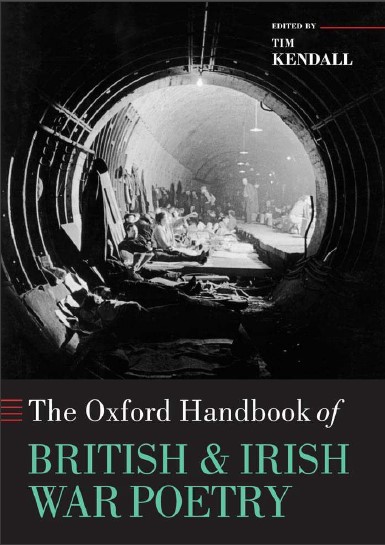 EDITED BY
TIM
KENDALL
The Oxford Handbook of
BRITISH & IRISH
WAR POETRY